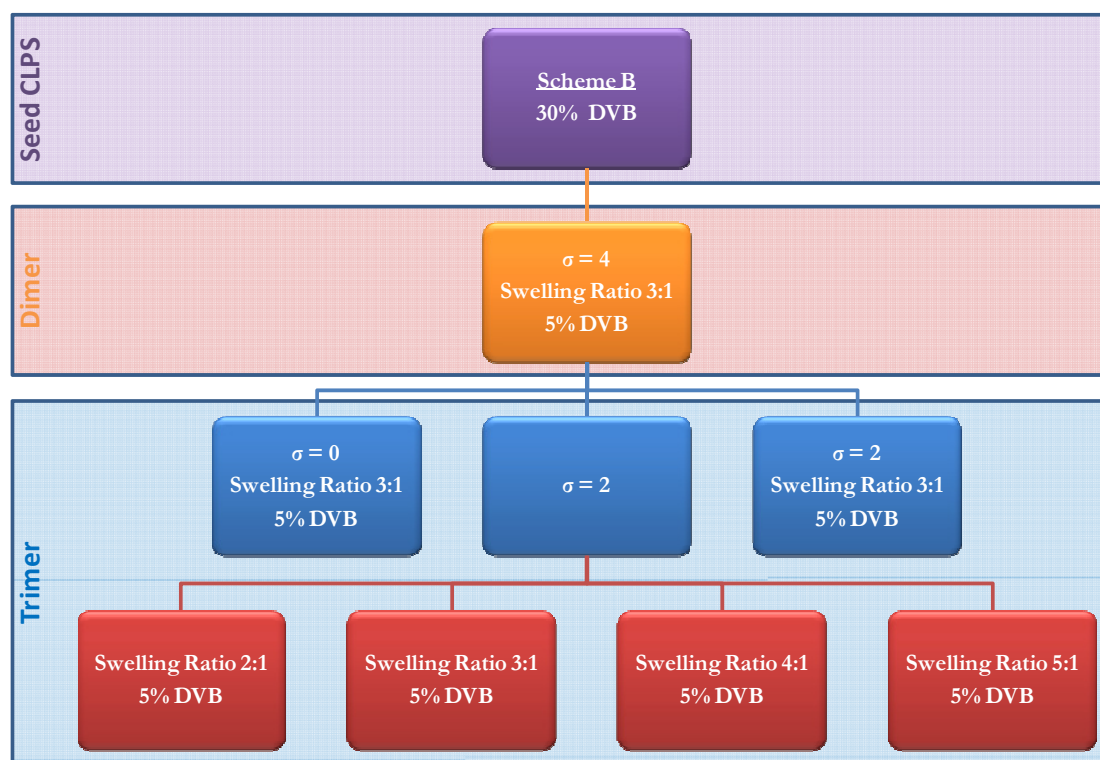 Seed CLPS
Scheme B
30% DVB
Dimer
σ = 4
Swelling Ratio 3:1
5% DVB
Trimer
σ = 0
Swelling Ratio 3:1
5% DVB
σ = 2
σ = 2
Swelling Ratio 3:1
5% DVB
Swelling Ratio 2:1
5% DVB
Swelling Ratio 3:1
5% DVB
Swelling Ratio 4:1
5% DVB
Swelling Ratio 5:1
5% DVB